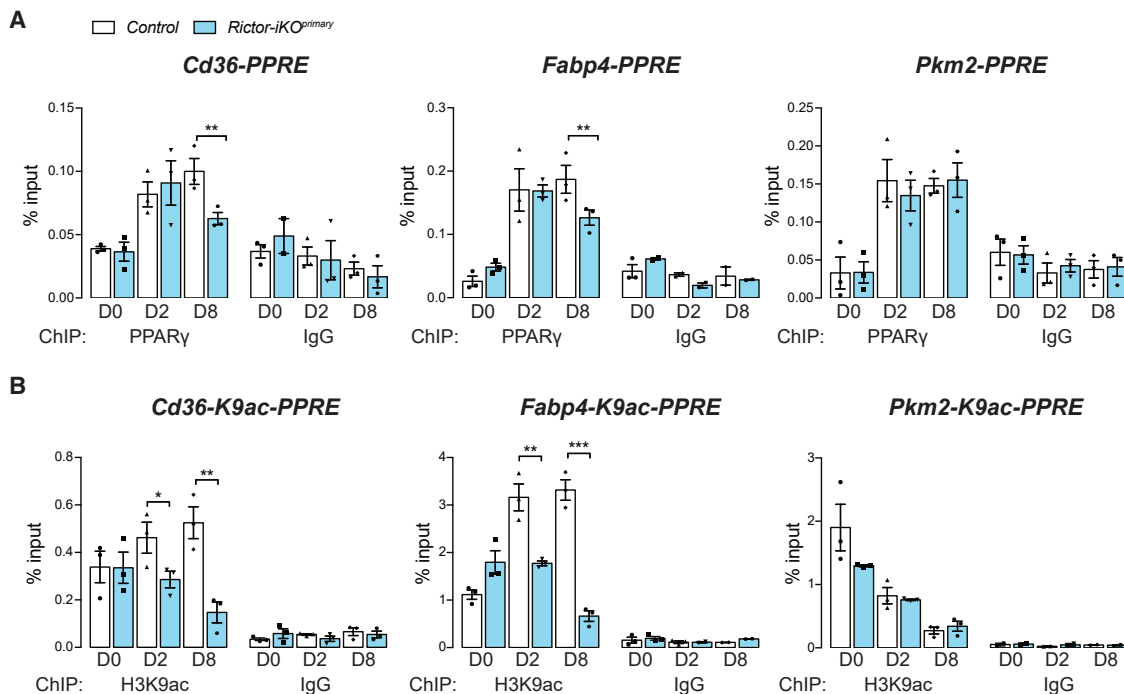 A
Control Rictor-iKO^primary
Cd36-PPRE Fabp4-PPRE Pkm2-PPRE
% input
0.15
0.10
0.05
0.00
**
D0 D2 D8 D0 D2 D8
ChIP: PPARγ IgG
% input
0.3
0.2
0.1
0.0
**
D0 D2 D8 D0 D2 D8
ChIP: PPARγ IgG
% input
0.25
0.20
0.15
0.10
0.05
0.00
D0 D2 D8 D0 D2 D8
ChIP: PPARγ IgG
B
Cd36-K9ac-PPRE Fabp4-K9ac-PPRE Pkm2-K9ac-PPRE
% input
0.8
0.6
0.4
0.2
0.0
* **
D0 D2 D8 D0 D2 D8
ChIP: H3K9ac IgG
% input
4
3
2
1
0
** ***
D0 D2 D8 D0 D2 D8
ChIP: H3K9ac IgG
% input
3
2
1
0
D0 D2 D8 D0 D2 D8
ChIP: H3K9ac IgG